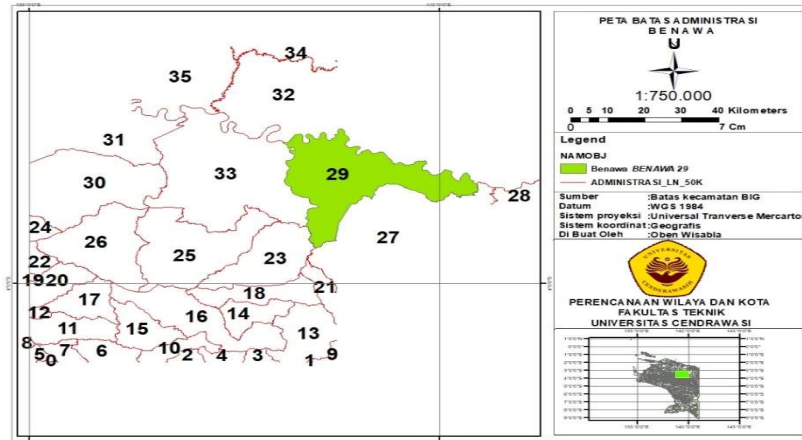 34
35
32
31
33
29
30
28
24
26
27
25
23
22
19 20
21
17
18
12
16
14
11
15
13
8
5
7
6
10
2
4
3
9
0
1
PETA BATAS ADMINISTRASI
BENAWA
U
1:750.000
0 5 10 20 30 40 Kilometers
0 7 Cm
Legend
NAMOBJ
Benawa BENAWA 29
ADMINISTRASI_LN_50K
Sumber :Batas kecamatan BIG
Datum :WGS 1984
Sistem proyeksi :Universal Tranverse Mercarto
Sistem koordinat :Geografis
Di Buat Oleh :Oben Wisabla
UNIVERSITAS
CENDERAWASIH
PERENCANAAN WILAYA DAN KOTA
FAKULTAS TEKNIK
UNIVERSITAS CENDRAWASI